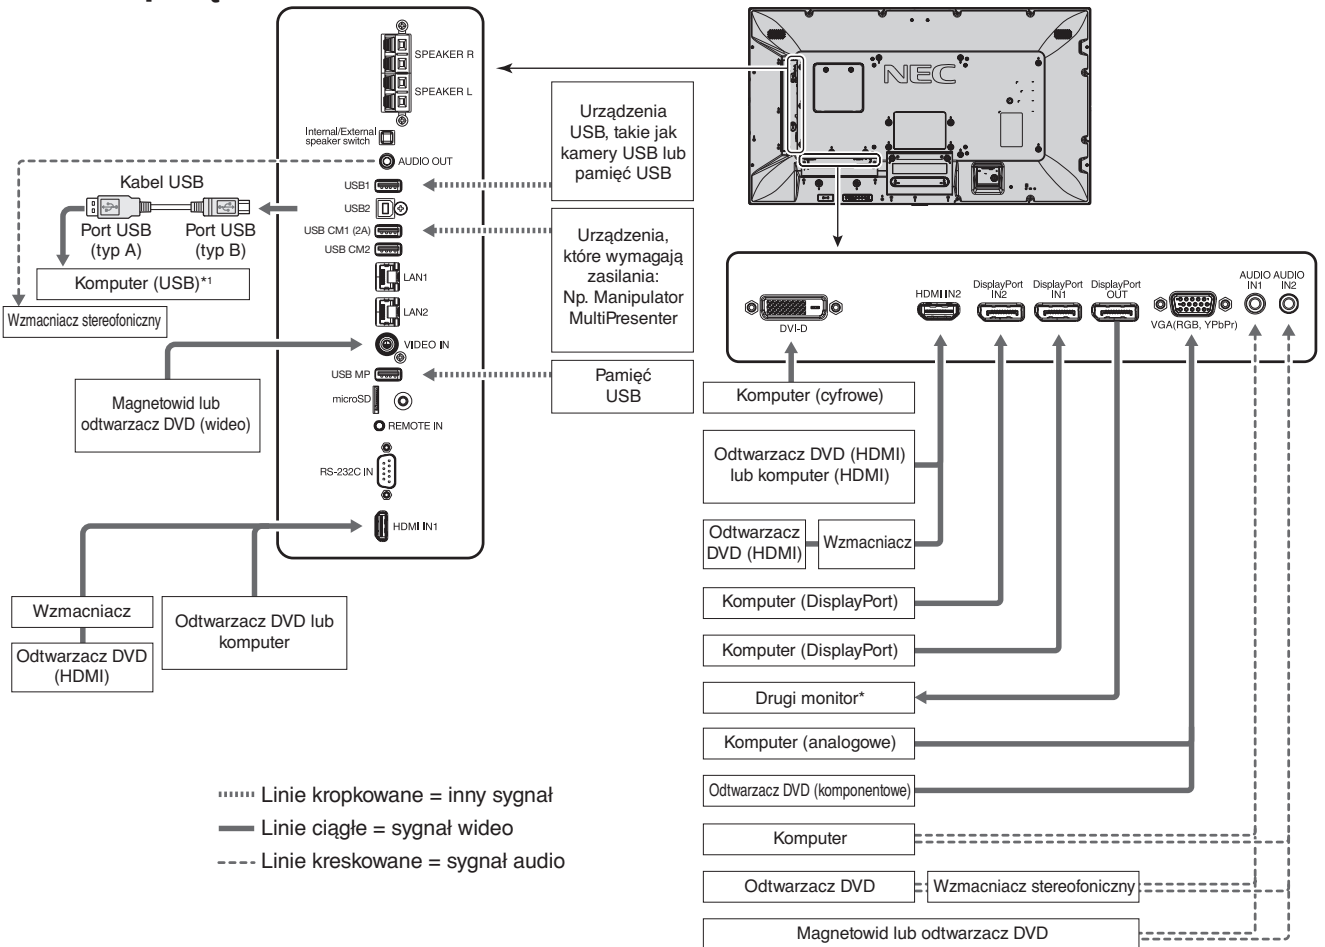 SPEAKER R
SPEAKER L
Internal/External
speaker switch
AUDIO OUT
USB1
USB2
USB CM1 (2A)
USB CM2
LAN1
LAN2
VIDEO IN
USB MP
microSD
REMOTE IN
RS-232C IN
HDMI IN1
Kabel USB
Port USB
(typ A)
Port USB
(typ B)
Komputer (USB)*1
Wzmacniacz stereofoniczny
Magnetowid lub
odtwarzacz DVD (wideo)
Wzmacniacz
Odtwarzacz DVD
(HDMI)
Odtwarzacz DVD lub
komputer
Urządzenia
USB, takie jak
kamery USB lub
pamięć USB
Urządzenia,
które wymagają
zasilania:
Np. Manipulator
MultiPresenter
Pamięć
USB
NEC
DVI-D
HDMI IN2
DisplayPort
IN2
DisplayPort
IN1
DisplayPort
OUT
VGA(RGB, YPbPr)
AUDIO
IN1
AUDIO
IN2
Komputer (cyfrowe)
Odtwarzacz DVD (HDMI)
lub komputer (HDMI)
Odtwarzacz
DVD (HDMI)
Wzmacniacz
Komputer (DisplayPort)
Komputer (DisplayPort)
Drugi monitor*
Komputer (analogowe)
Odtwarzacz DVD (komponentowe)
Komputer
Odtwarzacz DVD
Wzmacniacz stereofoniczny
Magnetowid lub odtwarzacz DVD
Linie kropkowane = inny sygnał
Linie ciągłe = sygnał wideo
Linie kreskowane = sygnał audio